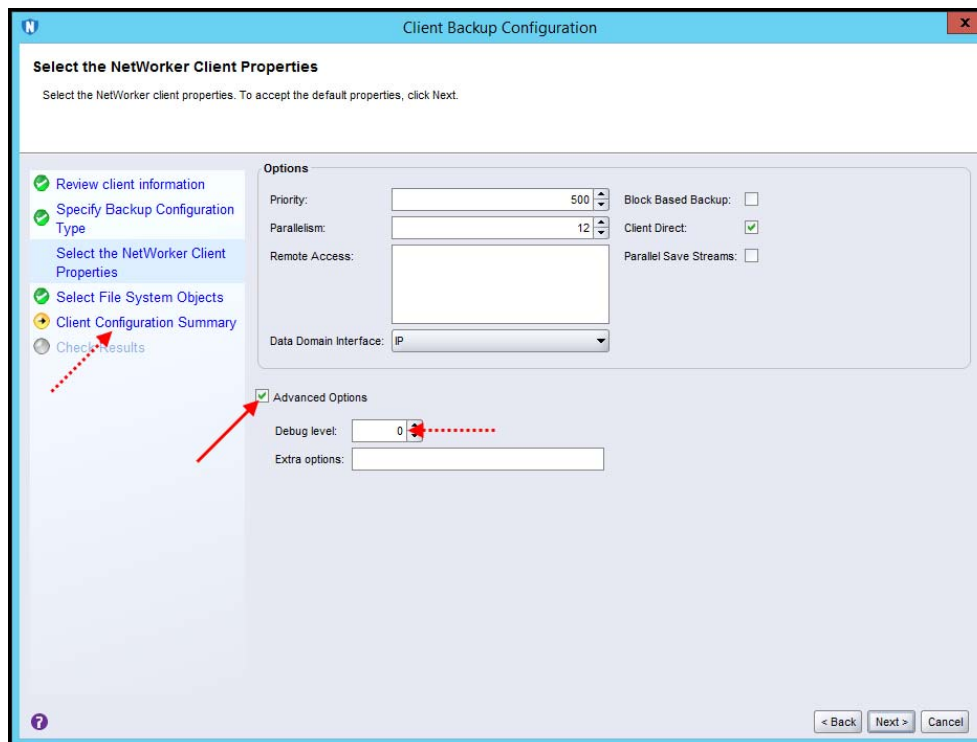 N
Client Backup Configuration
x
Select the NetWorker Client Properties
Select the NetWorker client properties. To accept the default properties, click Next.
Review client information
Specify Backup Configuration
Type
Select the NetWorker Client
Properties
Select File System Objects
Client Configuration Summary
Check Results
Options
Priority: 500
Block Based Backup:
Parallelism: 12
Client Direct:
Remote Access:
Parallel Save Streams:
Data Domain Interface: IP
Advanced Options
Debug level: 0
Extra options:
?
< Back Next > Cancel